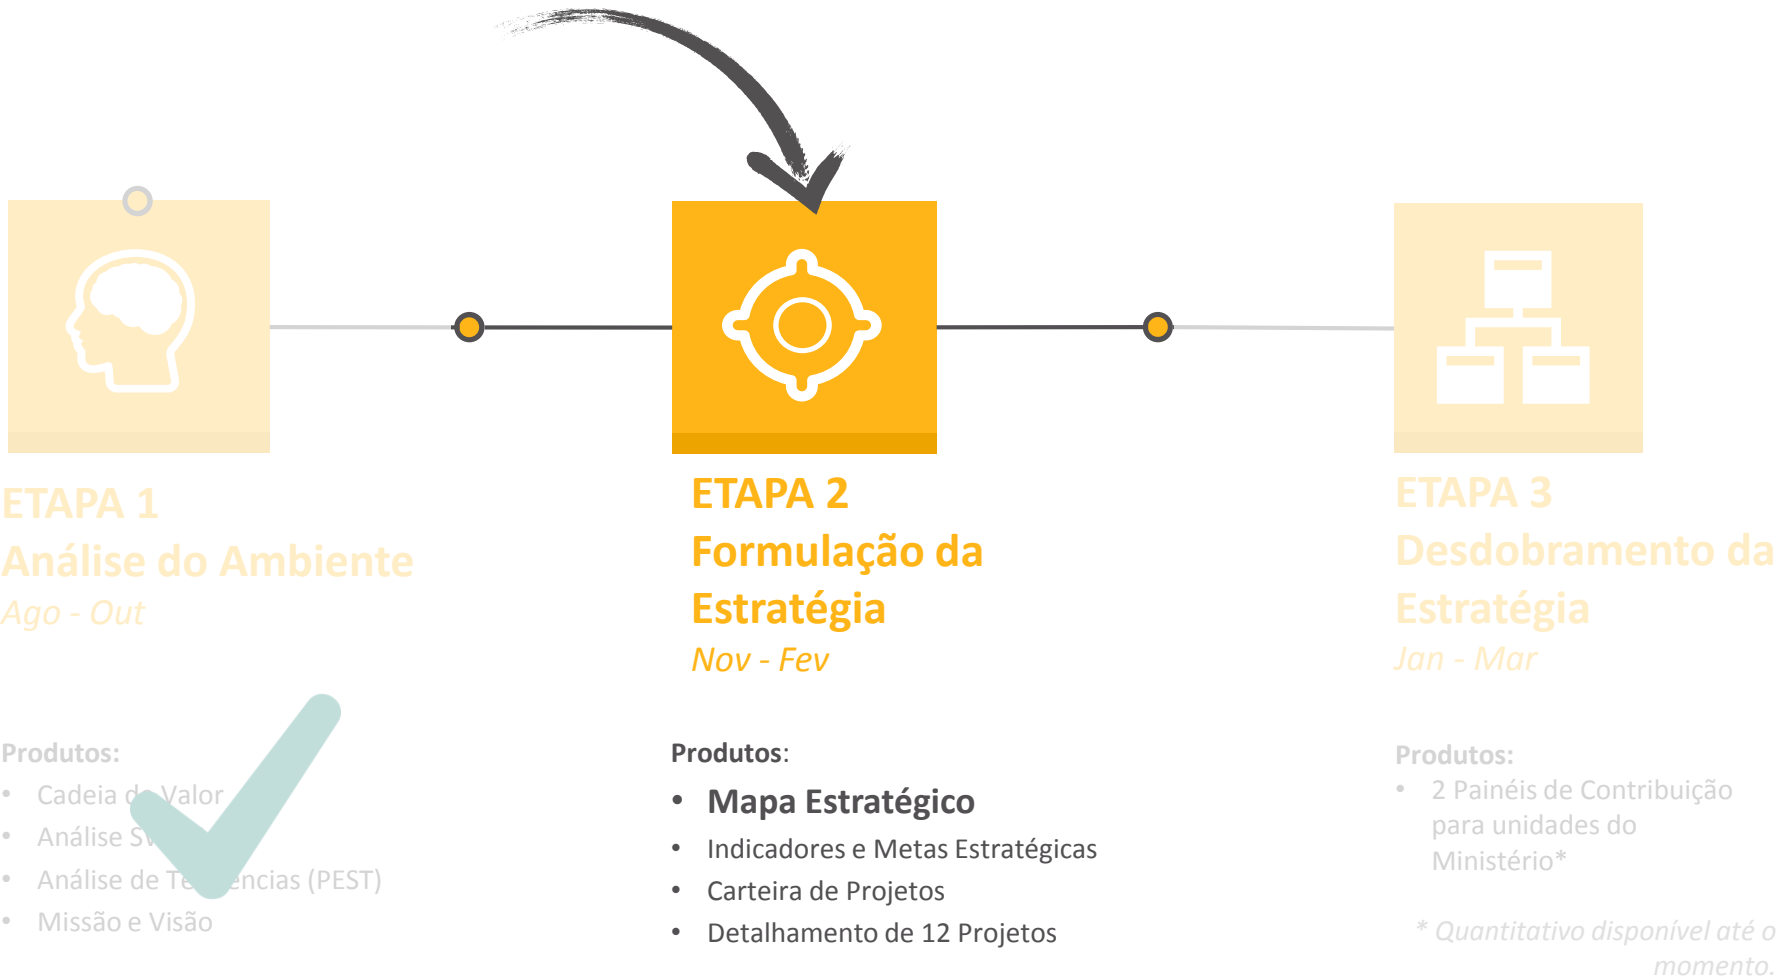 ETAPA 1
Análise do Ambiente
Ago - Out
Produtos:
• Cadeia de Valor
• Análise
• Análise de Tendências (PEST)
• Missão e Visão
ETAPA 2
Formulação da
Estratégia
Nov - Fev
Produtos:
• Mapa Estratégico
• Indicadores e Metas Estratégicas
• Carteira de Projetos
• Detalhamento de 12 Projetos
ETAPA 3
Desdobramento da
Estratégia
Jan - Mar
Produtos:
• 2 Painéis de Contribuição
para unidades do
Ministério*
* Quantitativo disponível até o
momento.